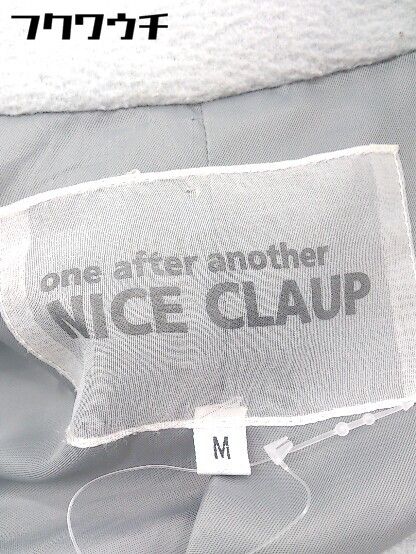 フクワウチ
one after another
NICE CLAUP
M